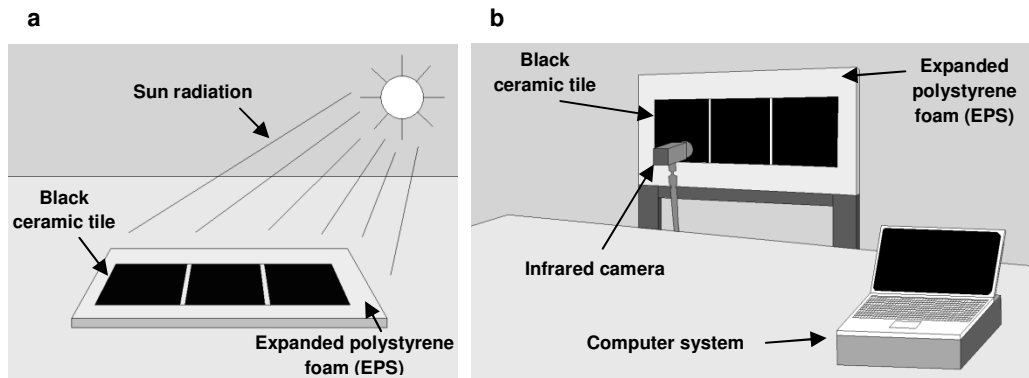 a
Sun radiation
Black
ceramic tile
Expanded polystyrene
foam (EPS)
b
Black
ceramic tile
Expanded
polystyrene
foam (EPS)
Infrared camera
Computer system